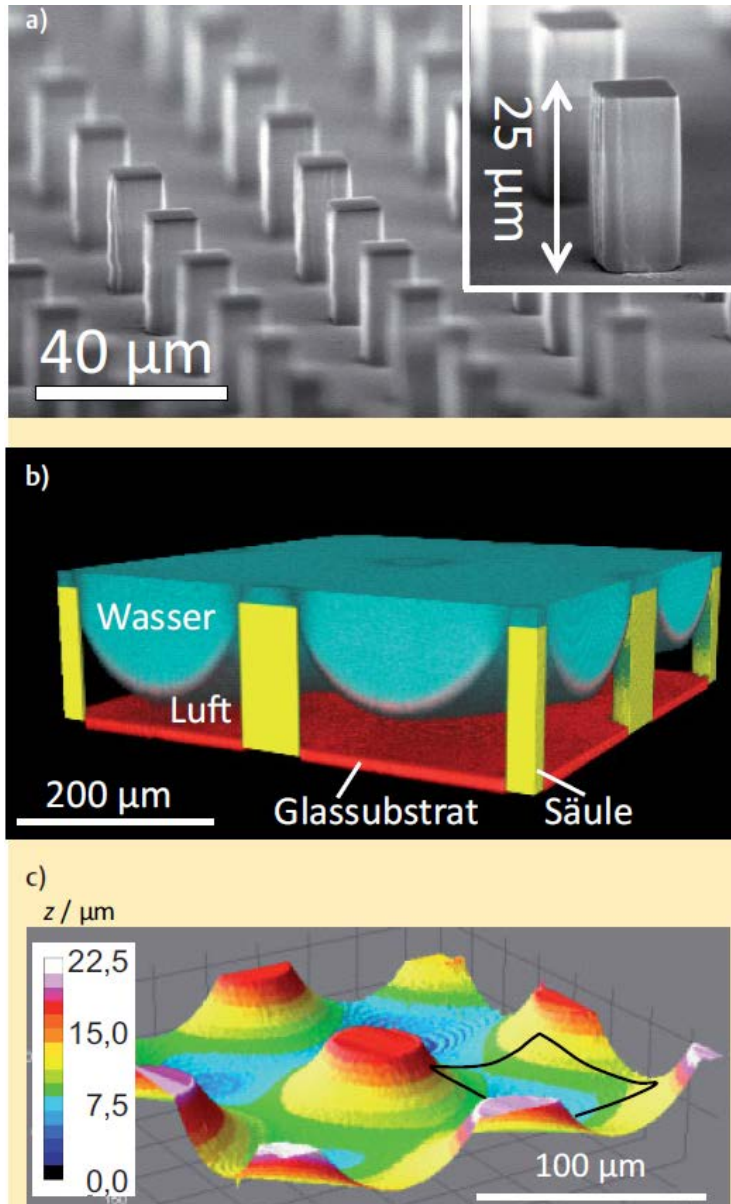 a)
25 µm
40 µm
b)
Wasser
Luft
200 µm
Glassubstrat
Säule
c)
z / µm
22,5
15,0
7,5
0,0
100 µm